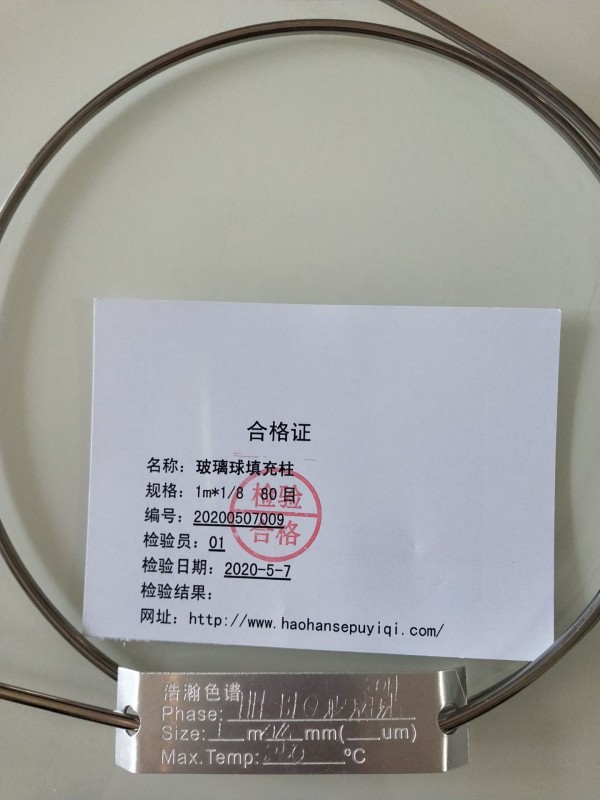 合格证
名称：玻璃球填充柱
规格：1m*1/8 80目
编号：20200507009
检验员：01
检验日期：2020-5-7
检验结果：
网址：http://www.haohansepuyiqi.com/
检验
合格
浩瀚色谱
Phase:
Size: 1 m mm( um)
Max.Temp: ºC